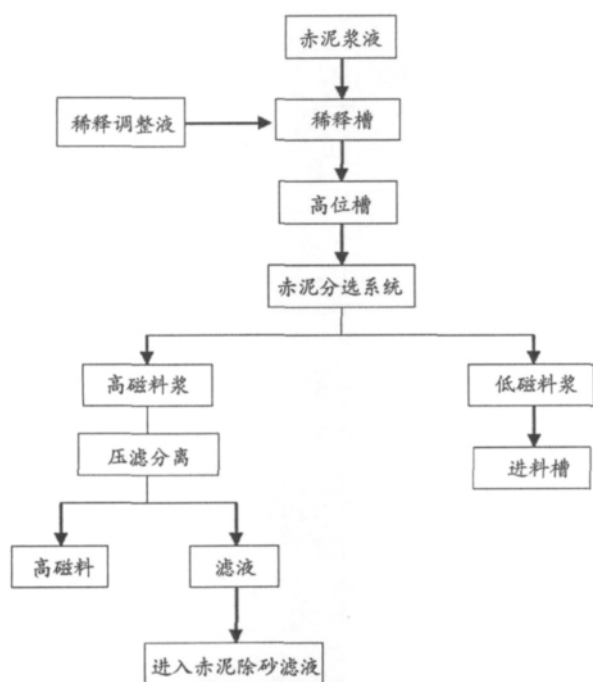 赤泥浆液
稀释调整液
稀释槽
高位槽
赤泥分选系统
高磁料浆
低磁料浆
压滤分离
进料槽
高磁料
滤液
进入赤泥除砂滤液